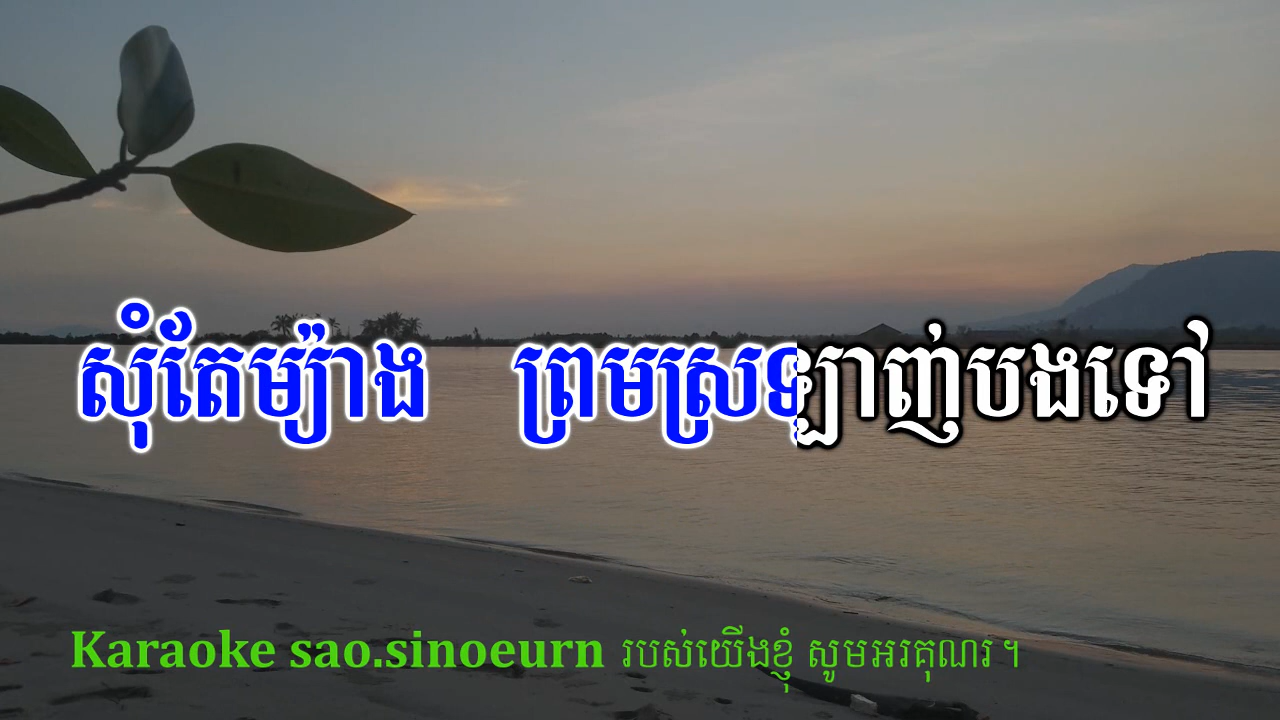 ស៊ុំតែម្យ៉ាង ព្រមស្រឡាញ់បងទៅ
Karaoke sao.sinoeurn របស់យើងខ្ញុំ សូមអរគុណរ ។